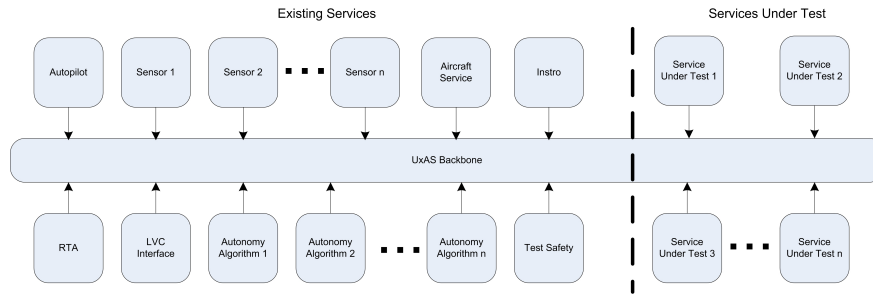 Existing Services
Services Under Test
Autopilot
Sensor 1
Sensor 2
Sensor n
Aircraft
Service
Instro
Service
Under Test 1
Service
Under Test 2
UxAS Backbone
RTA
LVC
Interface
Autonomy
Algorithm 1
Autonomy
Algorithm 2
Autonomy
Algorithm n
Test Safety
Service
Under Test 3
Service
Under Test n